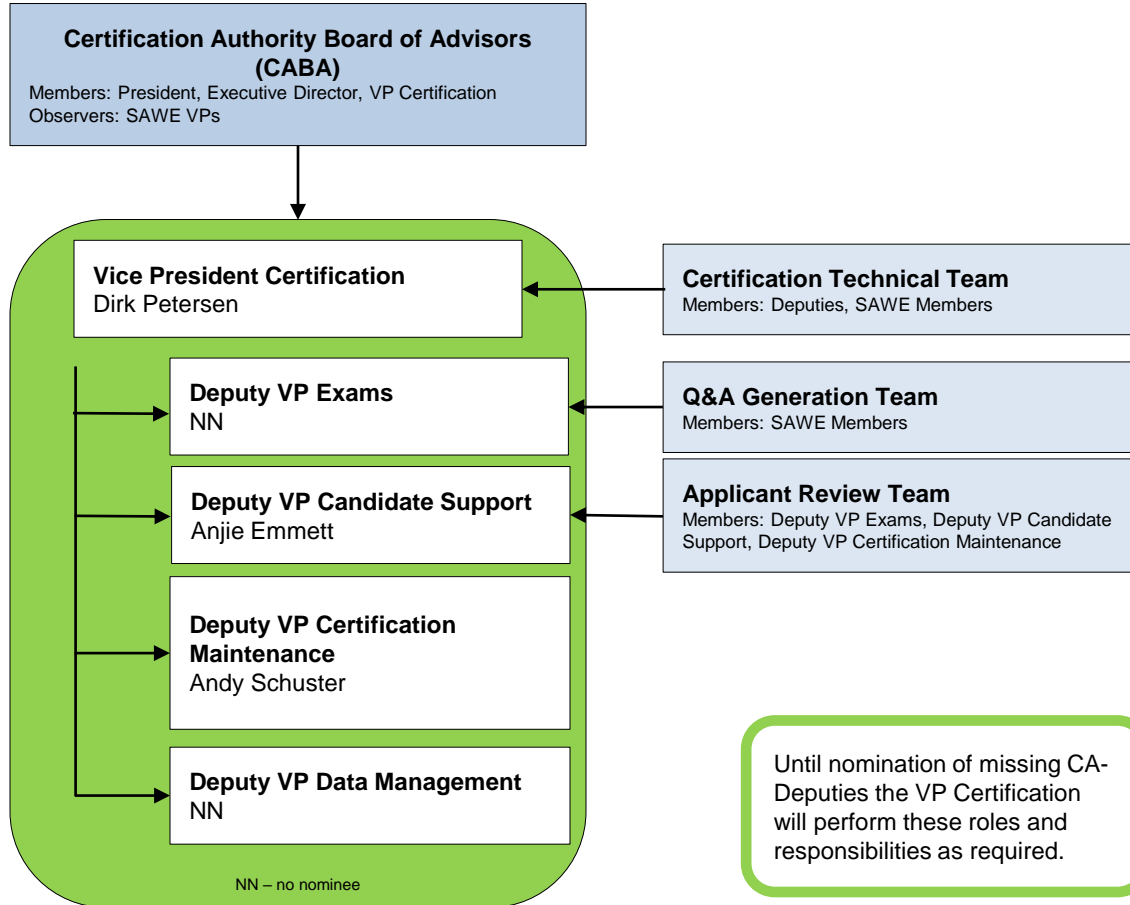 Certification Authority Board of Advisors
(CABA)
Members: President, Executive Director, VP Certification
Observers: SAWE VPs
Vice President Certification
Dirk Petersen
Certification Technical Team
Members: Deputies, SAWE Members
Deputy VP Exams
NN
Q&A Generation Team
Members: SAWE Members
Deputy VP Candidate Support
Anjie Emmett
Applicant Review Team
Members: Deputy VP Exams, Deputy VP Candidate
Support, Deputy VP Certification Maintenance
Deputy VP Certification
Maintenance
Andy Schuster
Deputy VP Data Management
NN
Until nomination of missing CA-
Deputies the VP Certification
will perform these roles and
responsibilities as required.
NN – no nominee